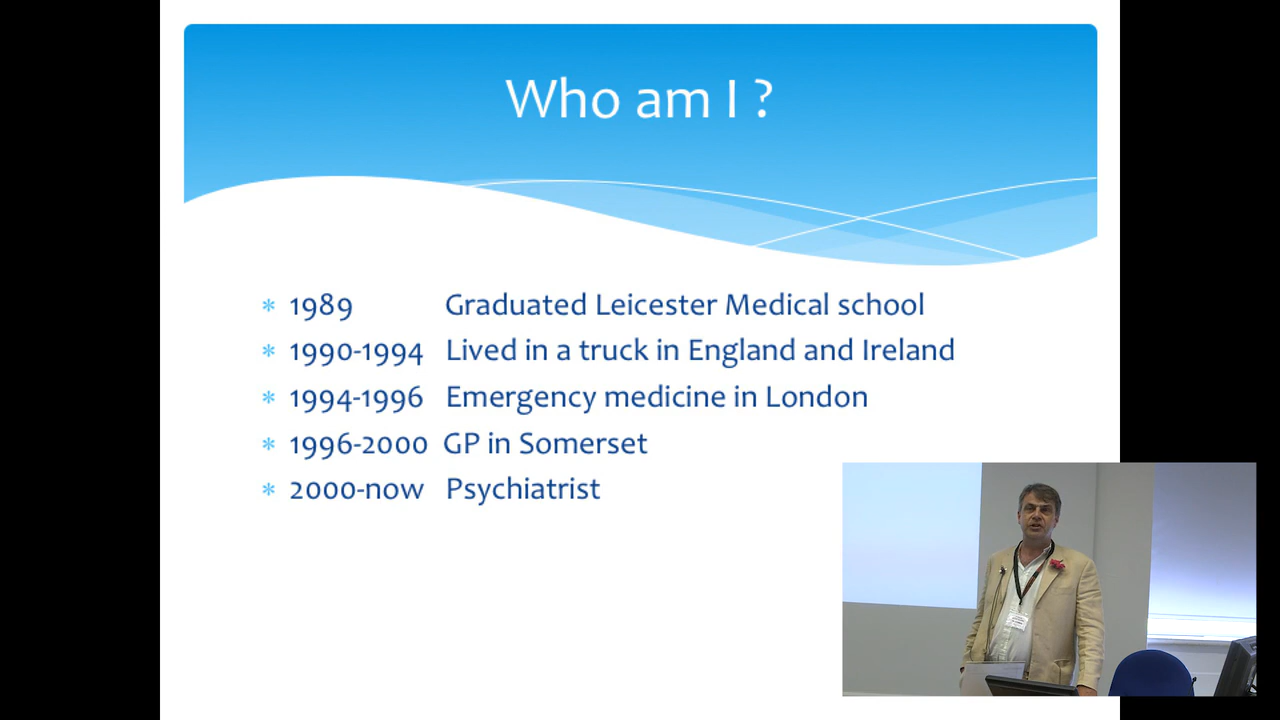 Who am I ?
* 1989 Graduated Leicester Medical school
* 1990-1994 Lived in a truck in England and Ireland
* 1994-1996 Emergency medicine in London
* 1996-2000 GP in Somerset
* 2000-now Psychiatrist